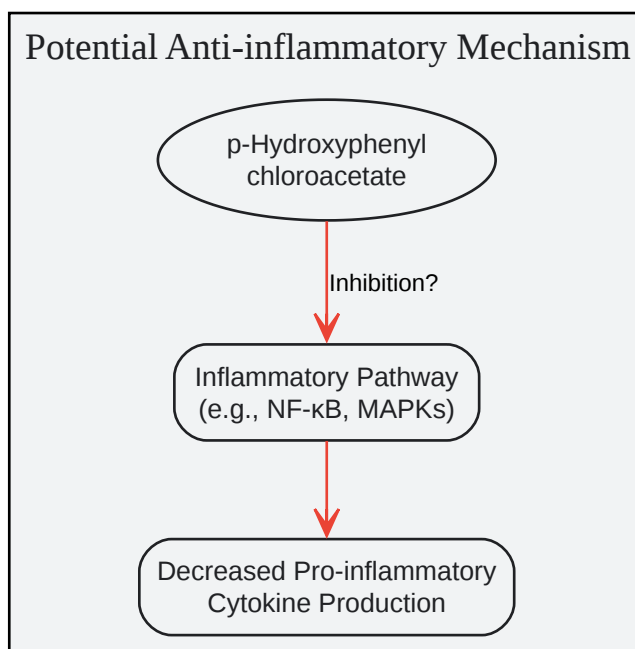 Potential Anti-inflammatory Mechanism
p-Hydroxyphenyl
chloroacetate
Inhibition?
Inflammatory Pathway
(e.g., NF-κB, MAPKs)
Decreased Pro-inflammatory
Cytokine Production